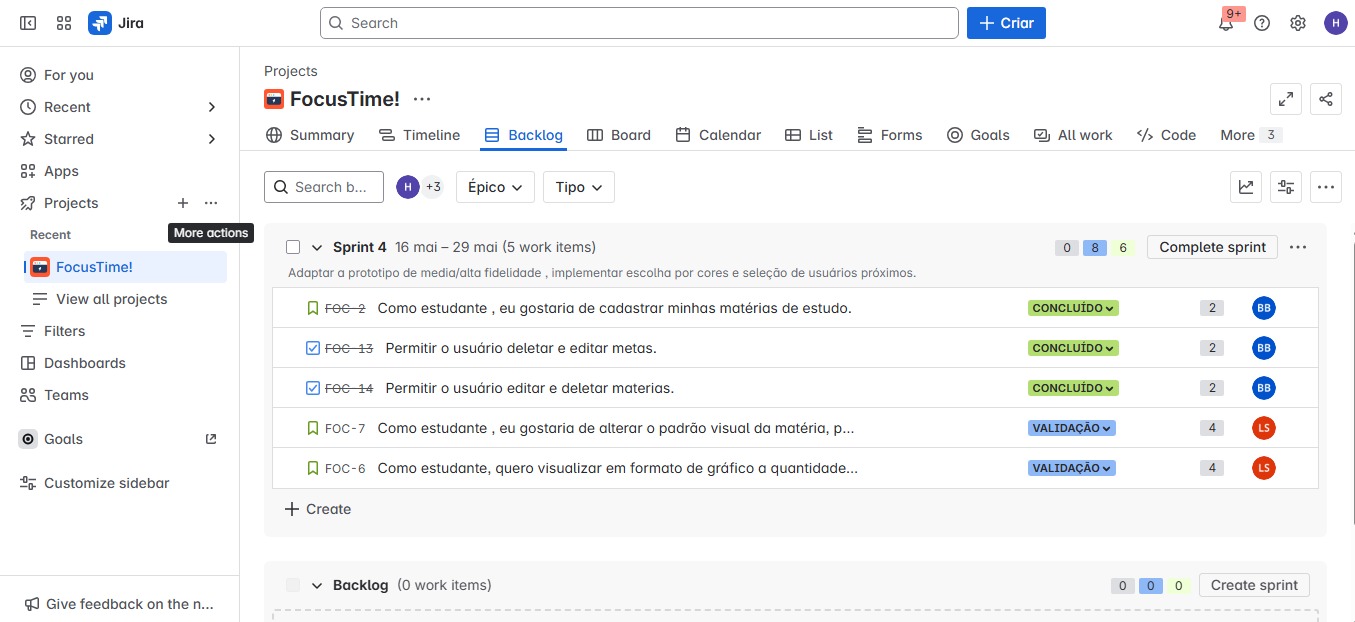 Jira
Search
Criar
9+
H
For you
Recent
Starred
Apps
Projects
More actions
Recent
FocusTime!
View all projects
Filters
Dashboards
Teams
Goals
Customize sidebar
Give feedback on the n...
Projects
FocusTime!
Summary Timeline Backlog Board Calendar List Forms Goals All work Code More 3
Search b... H +3 Épico Tipo
Sprint 4 16 mai – 29 mai (5 work items) 0 8 6 Complete sprint
Adaptar a prototipo de media/alta fidelidade , implementar escolha por cores e seleção de usuários próximos.
FOC-2 Como estudante , eu gostaria de cadastrar minhas matérias de estudo. CONCLUÍDO 2 BB
FOC-13 Permitir o usuário deletar e editar metas. CONCLUÍDO 2 BB
FOC-14 Permitir o usuário editar e deletar materias. CONCLUÍDO 2 BB
FOC-7 Como estudante , eu gostaria de alterar o padrão visual da matéria, p... VALIDAÇÃO 4 LS
FOC-6 Como estudante, quero visualizar em formato de gráfico a quantidade... VALIDAÇÃO 4 LS
Create
Backlog (0 work items) 0 0 0 Create sprint